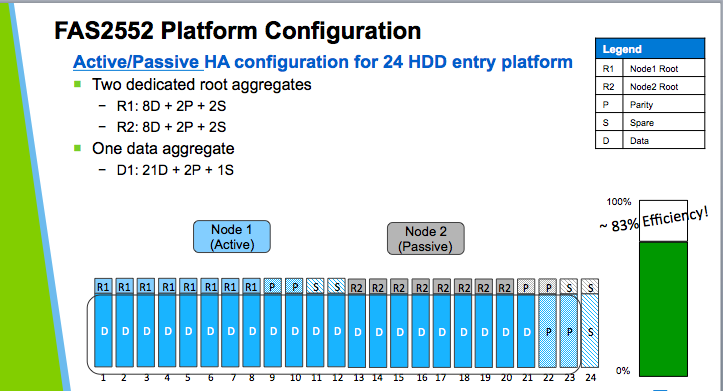 FAS2552 Platform Configuration
Active/Passive HA configuration for 24 HDD entry platform
Two dedicated root aggregates
– R1: 8D + 2P + 2S
– R2: 8D + 2P + 2S
One data aggregate
– D1: 21D + 2P + 1S
Legend
R1 Node1 Root
R2 Node2 Root
P Parity
S Spare
D Data
100%
~ 83% Efficiency!
0%
Node 1
(Active)
Node 2
(Passive)
R1 R1 R1 R1 R1 R1 R1 R1 P P S S R2 R2 R2 R2 R2 R2 R2 R2 P P S S
D D D D D D D D D D D D D D D D D D D D D P P S
1 2 3 4 5 6 7 8 9 10 11 12 13 14 15 16 17 18 19 20 21 22 23 24